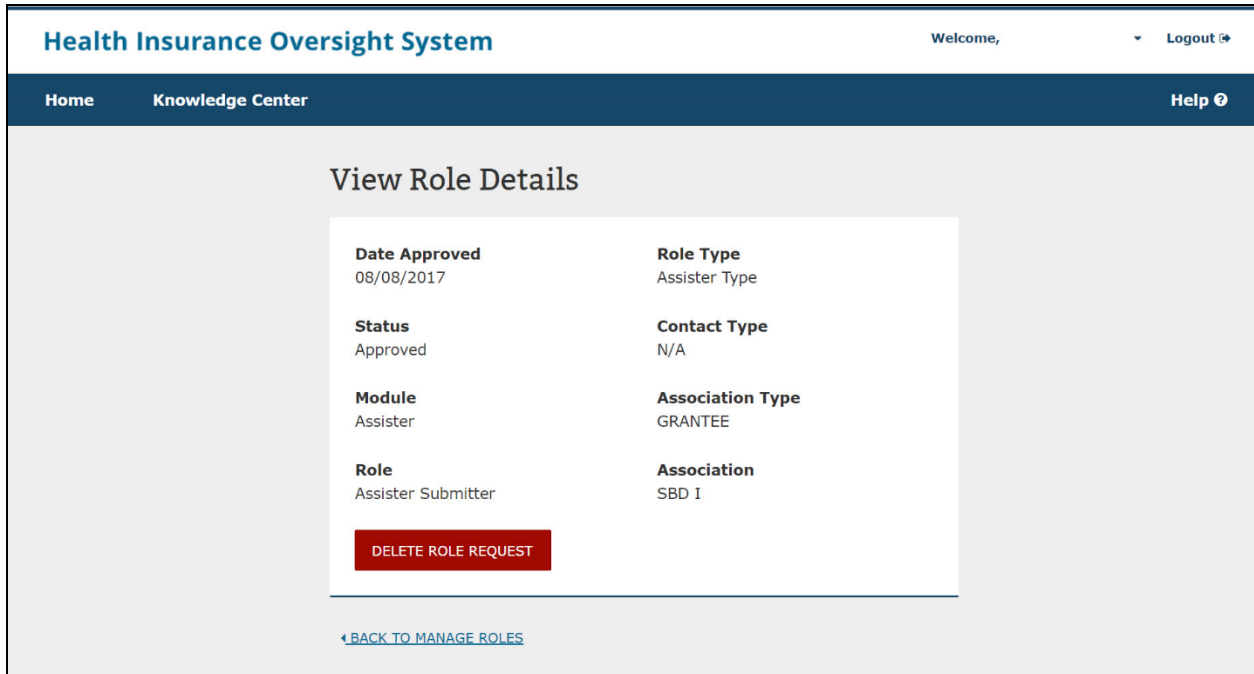 Health Insurance Oversight System
Welcome,
Logout
Home
Knowledge Center
Help
View Role Details
Date Approved
08/08/2017
Role Type
Assister Type
Status
Approved
Contact Type
N/A
Module
Assister
Association Type
GRANTEE
Role
Assister Submitter
Association
SBD I
DELETE ROLE REQUEST
BACK TO MANAGE ROLES